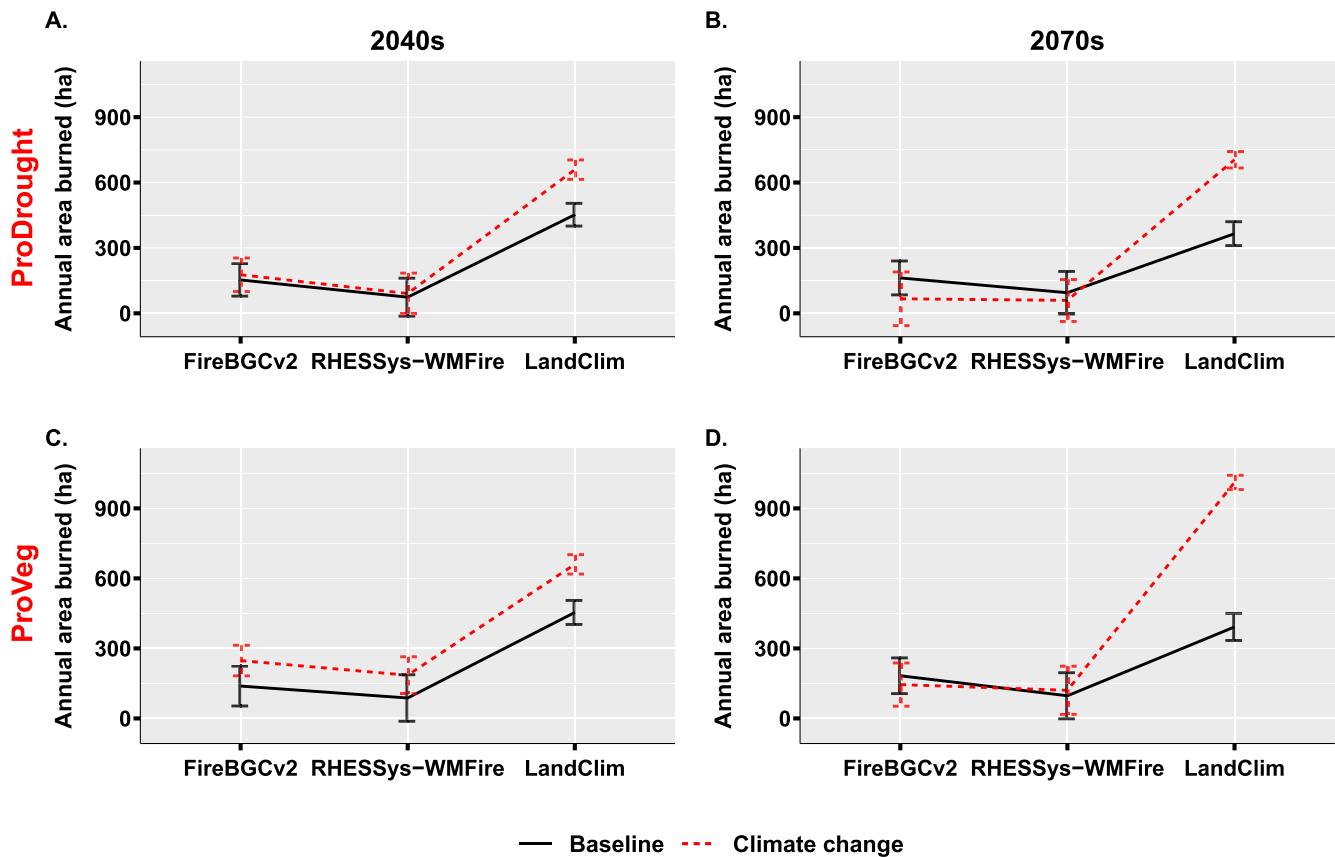 A.
2040s
B.
2070s
ProDrought
Annual area burned (ha)
900
600
300
0
FireBGCv2 RHESSys−WMFire LandClim
Annual area burned (ha)
900
600
300
0
FireBGCv2 RHESSys−WMFire LandClim
C.
D.
ProVeg
Annual area burned (ha)
900
600
300
0
FireBGCv2 RHESSys−WMFire LandClim
Annual area burned (ha)
900
600
300
0
FireBGCv2 RHESSys−WMFire LandClim
Baseline Climate change